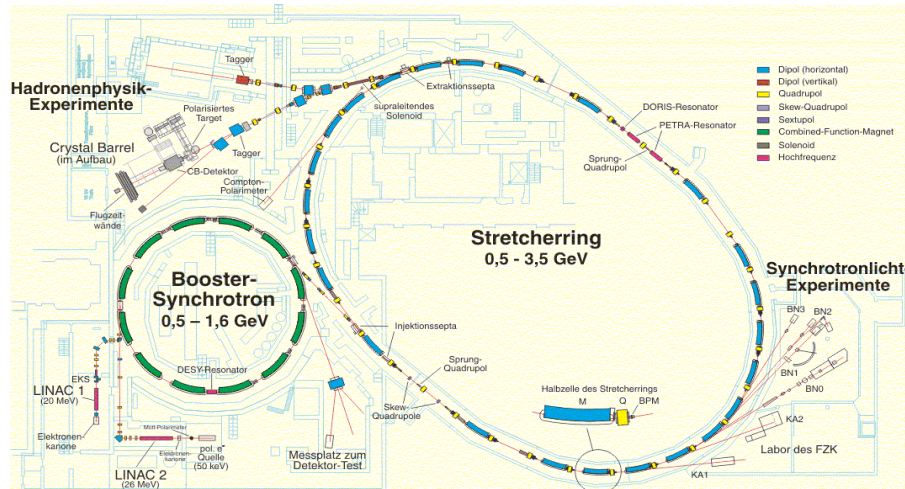 Tagger
Extraktionssepta
Dipol (horizontal)
Dipol (vertikal)
Quadrupol
Skew-Quadrupol
Sextupol
Combined-Function-Magnet
Solenoid
Hochfrequenz
Hadronenphysik-
Experimente
Polarisiertes
Target
supraleitendes
Solenoid
DORIS-Resonator
PETRA-Resonator
Crystal Barrel
(im Aufbau)
Tagger
Sprung-
Quadrupol
CB-Detektor
Compton-
Polarimeter
Flugzeit-
wände
Stretcherring
0,5 - 3,5 GeV
Booster-
Synchrotron
0,5 – 1,6 GeV
Synchrotronlicht
Experimente
BN3
BN2
Injektionssepta
BN1
BN0
Sprung-
Quadrupol
DESY-Resonator
EKS
LINAC 1
(20 MeV)
Halbzelle des Stretcherrings
M
Q
BPM
Skew-
Quadrupole
KA2
Elektronen-
kanone
Mott-Polarimeter
Elektronen-
kanone
pol. e⁻
Quelle
(50 keV)
Messplatz zum
Detektor-Test
Labor des FZK
KA1
LINAC 2
(26 MeV)